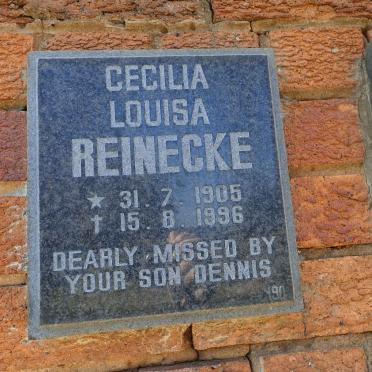 CECILIA
LOUISA
REINECKE
★ 31 . 7 . 1905
† 15 . 8 . 1996
DEARLY MISSED BY
YOUR SON DENNIS